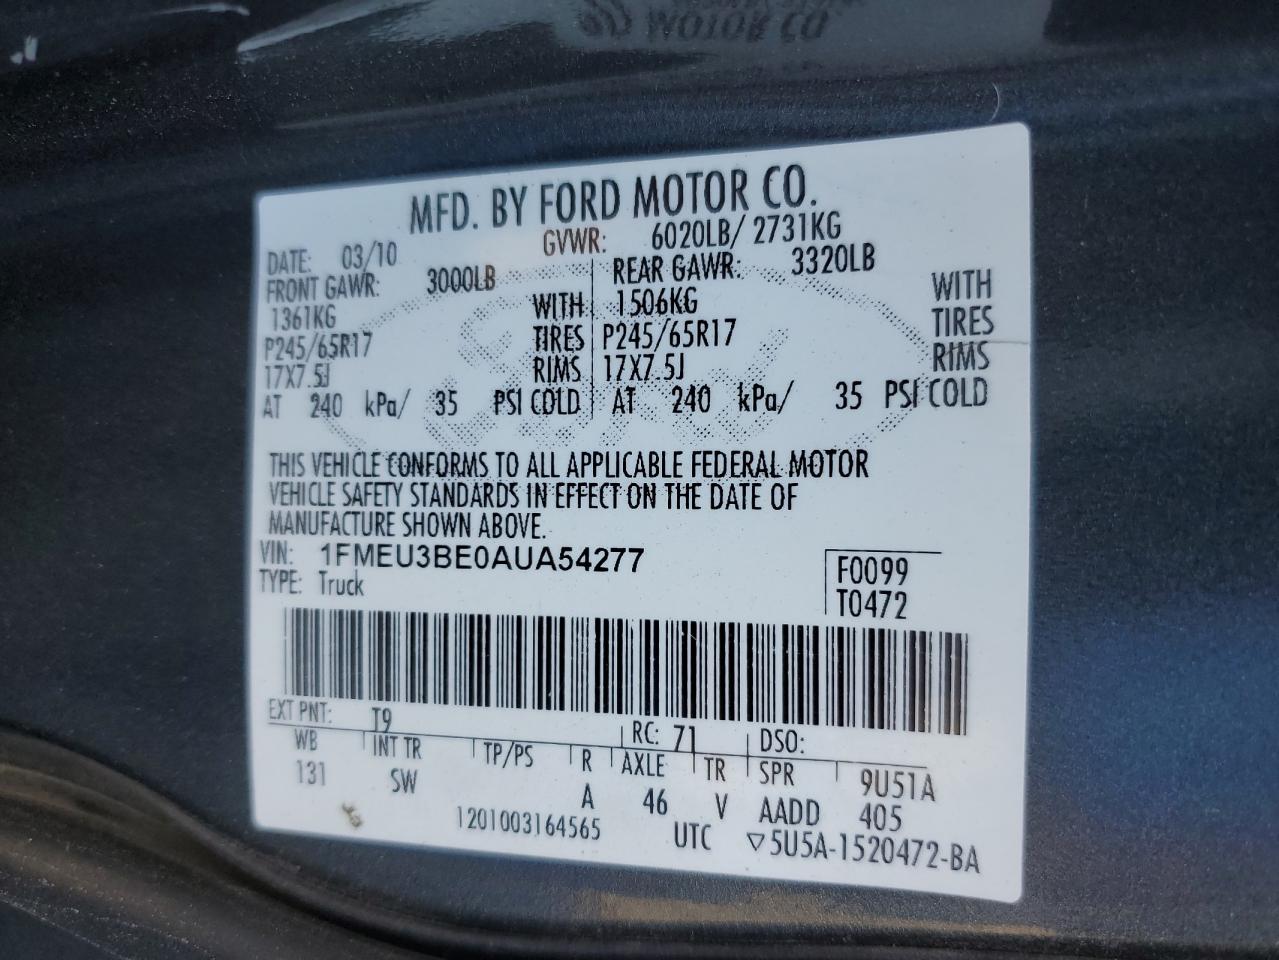 MOTOR CO
MFD. BY FORD MOTOR CO.
DATE: 03/10 GVWR: 6020LB/ 2731KG
FRONT GAWR: 3000LB REAR GAWR: 3320LB
1361KG WITH 1506KG WITH
P245/65R17 TIRES P245/65R17 TIRES
17X7.5J RIMS 17X7.5J RIMS
AT 240 kPa/ 35 PSI COLD AT 240 kPa/ 35 PSI COLD
THIS VEHICLE CONFORMS TO ALL APPLICABLE FEDERAL MOTOR
VEHICLE SAFETY STANDARDS IN EFFECT ON THE DATE OF
MANUFACTURE SHOWN ABOVE.
VIN: 1FMEU3BE0AUA54277 F0099
TYPE: Truck T0472
EXT PNT: T9 RC: 71 DSO:
WB INT TR TP/PS R AXLE TR SPR 9U51A
131 SW A 46 V AADD 405
1201003164565 UTC ▽5U5A-1520472-BA